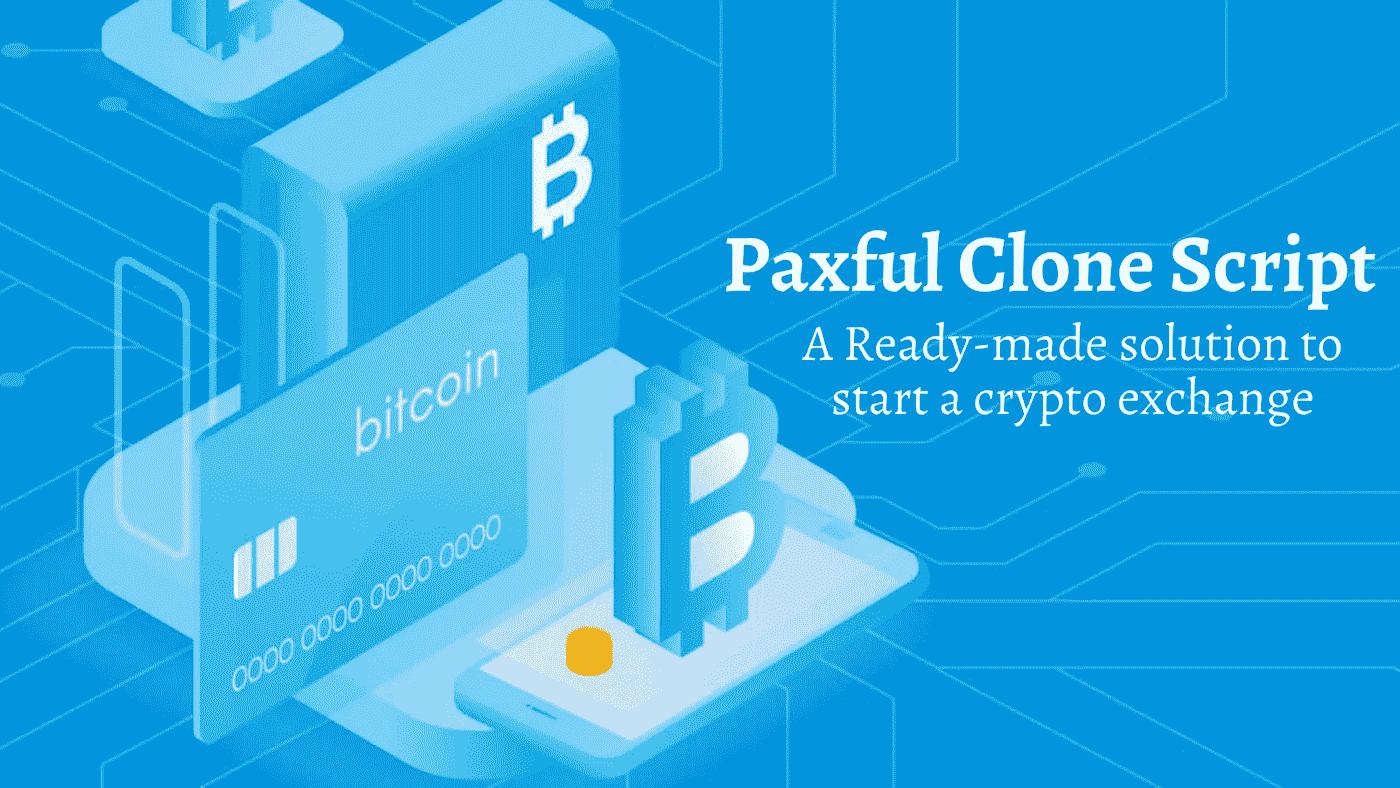 Paxful Clone Script
A Ready-made solution to
start a crypto exchange
bitcoin
0000 0000 0000 0000